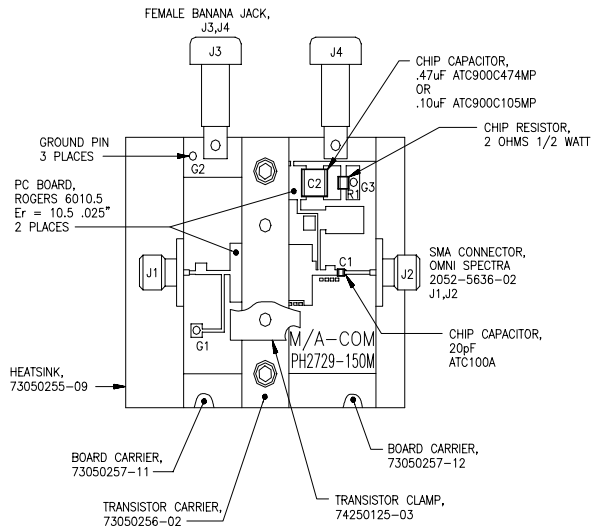 FEMALE BANANA JACK,
J3,J4
J3
J4
CHIP CAPACITOR,
.47uF ATC900C474MP
OR
.10uF ATC900C105MP
CHIP RESISTOR,
2 OHMS 1/2 WATT
GROUND PIN
3 PLACES
G2
C2
R1
G3
PC BOARD,
ROGERS 6010.5
Er = 10.5 .025"
2 PLACES
J1
C1
J2
SMA CONNECTOR,
OMNI SPECTRA
2052-5636-02
J1,J2
G1
M/A-COM
PH2729-150M
CHIP CAPACITOR,
20pF
ATC100A
HEATSINK,
73050255-09
BOARD CARRIER,
73050257-11
BOARD CARRIER,
73050257-12
TRANSISTOR CARRIER,
73050256-02
TRANSISTOR CLAMP,
74250125-03